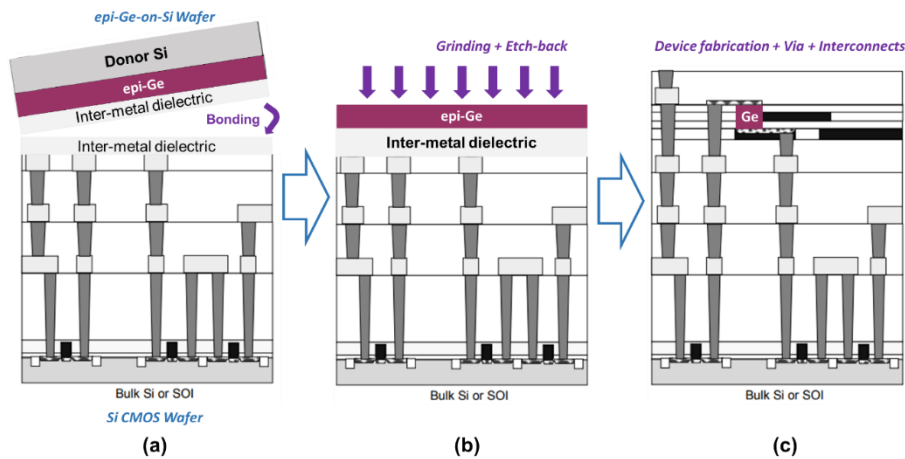 epi-Ge-on-Si Wafer
Donor Si
epi-Ge
Inter-metal dielectric
Bonding
Inter-metal dielectric
Bulk Si or SOI
Si CMOS Wafer
(a)
Grinding + Etch-back
epi-Ge
Inter-metal dielectric
Bulk Si or SOI
(b)
Device fabrication + Via + Interconnects
Ge
Bulk Si or SOI
(c)